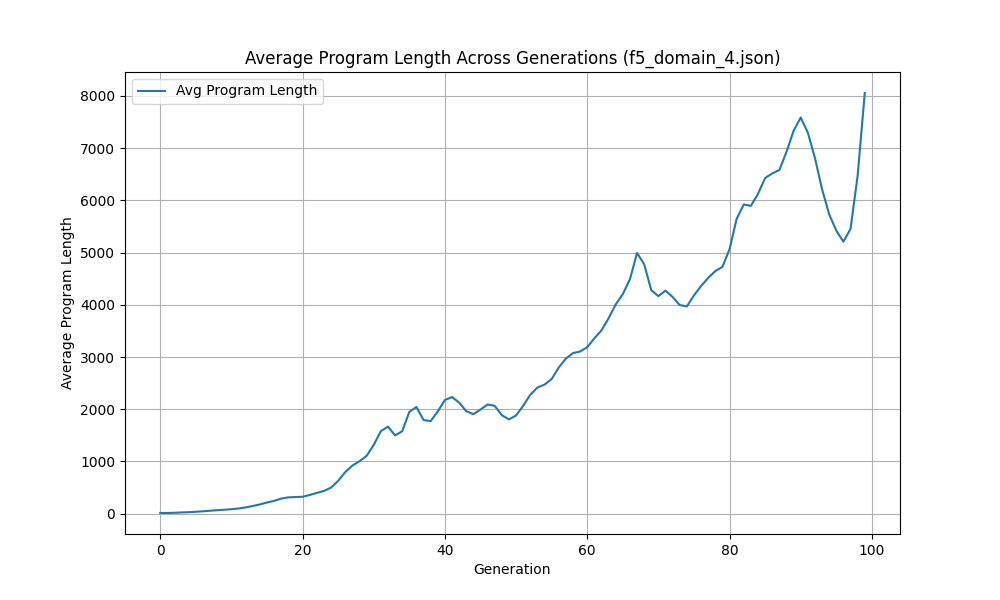 Average Program Length Across Generations (f5_domain_4.json)
Avg Program Length
8000
7000
6000
5000
4000
3000
2000
1000
0
Average Program Length
0 20 40 60 80 100
Generation